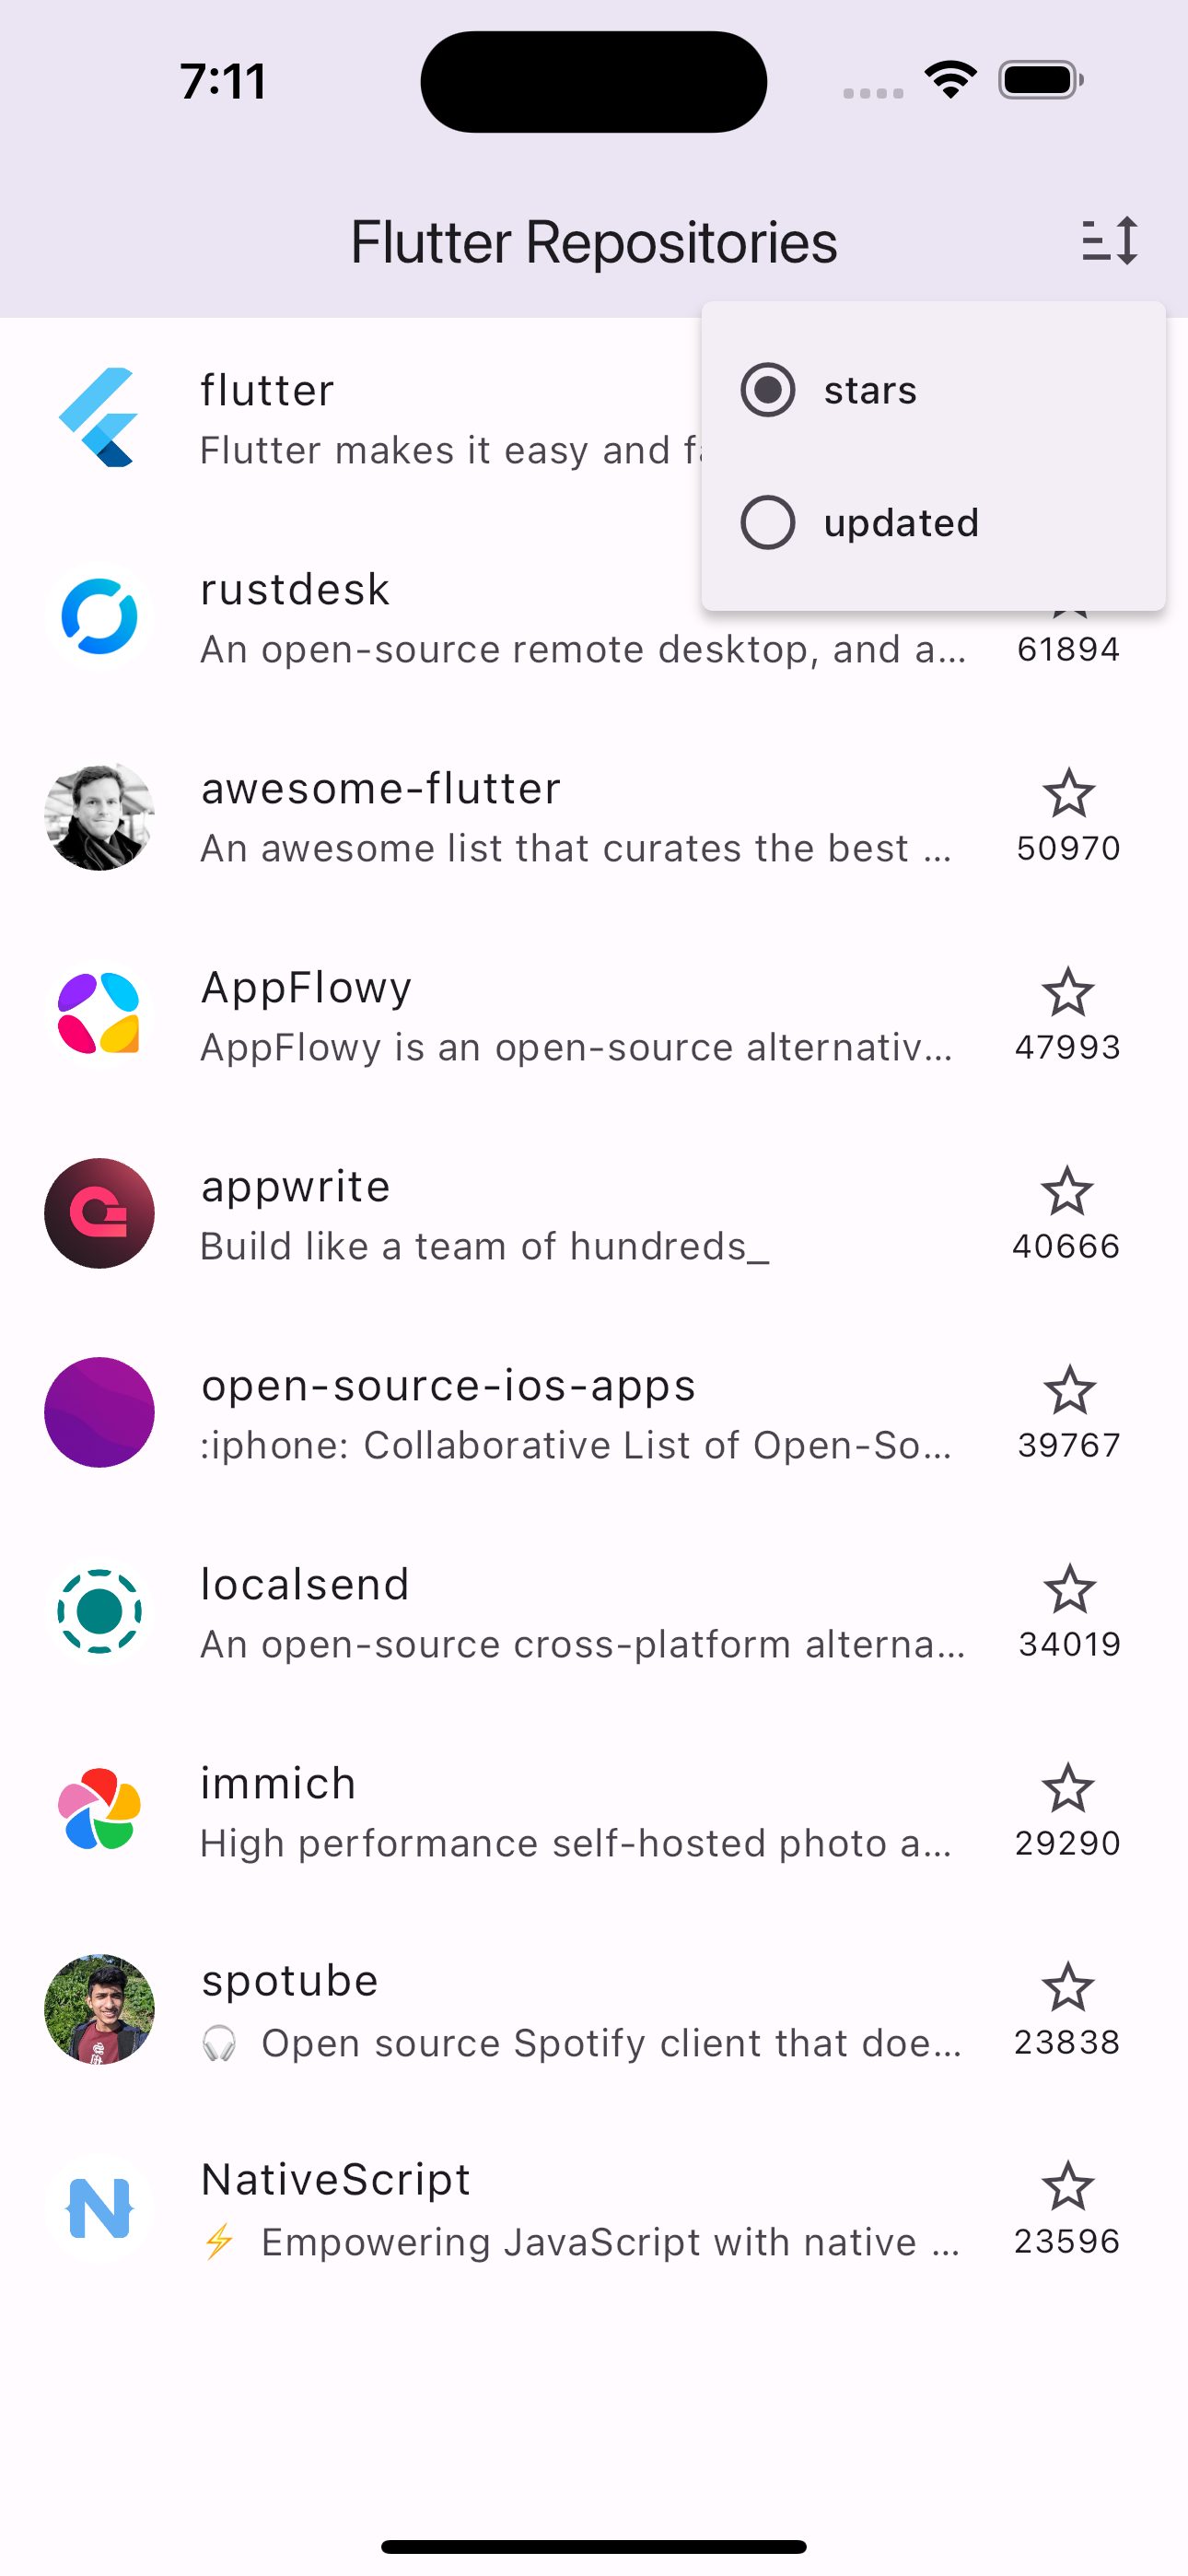 7:11
Flutter Repositories
stars
updated
flutter
Flutter makes it easy and
rustdesk
An open-source remote desktop, and a...
61894
awesome-flutter
An awesome list that curates the best ...
50970
AppFlowy
AppFlowy is an open-source alternativ...
47993
appwrite
Build like a team of hundreds_
40666
open-source-ios-apps
:iphone: Collaborative List of Open-So...
39767
localsend
An open-source cross-platform alterna...
34019
immich
High performance self-hosted photo a...
29290
spotube
🎧 Open source Spotify client that doe...
23838
NativeScript
⚡ Empowering JavaScript with native ...
23596